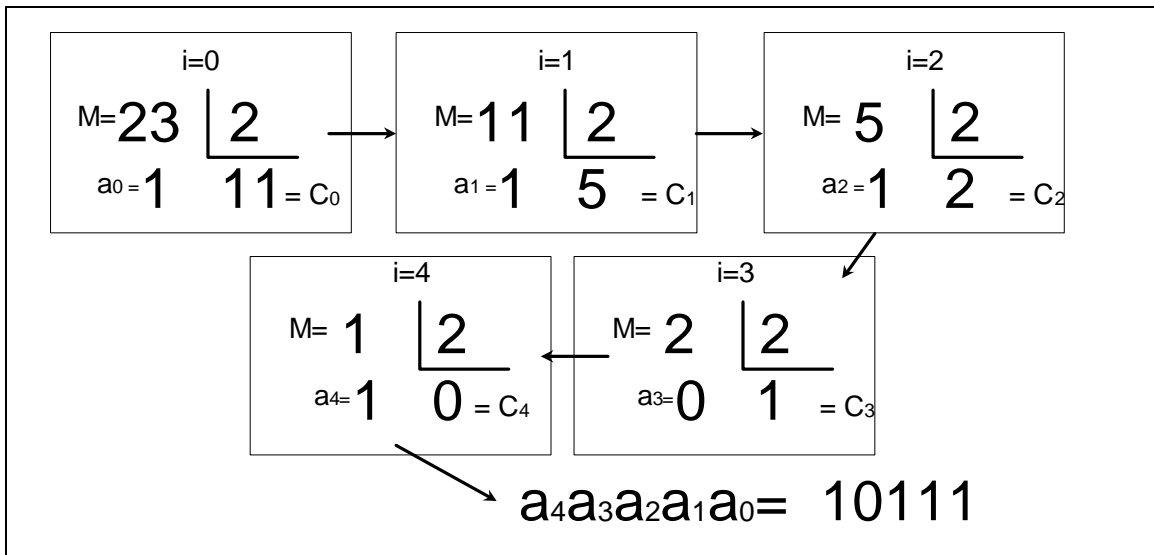 i=0
M=23 2
a0 = 1 11 = C0
i=1
M=11 2
a1 = 1 5 = C1
i=2
M= 5 2
a2 = 1 2 = C2
i=3
M= 2 2
a3= 0 1 = C3
i=4
M= 1 2
a4= 1 0 = C4
a4a3a2a1a0= 10111